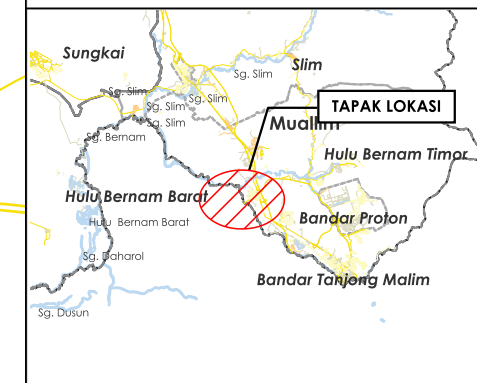 Sungkai
Slim
Sg. Slim
Sg. Slim
Sg. Slim
Sg. Slim
TAPAK LOKASI
Sg. Slim
Muallim
Sg. Bernam
Hulu Bernam Timor
Hulu Bernam Barat
Bandar Proton
Hulu Bernam Barat
Sg. Daharol
Bandar Tanjong Malim
Sg. Dusun